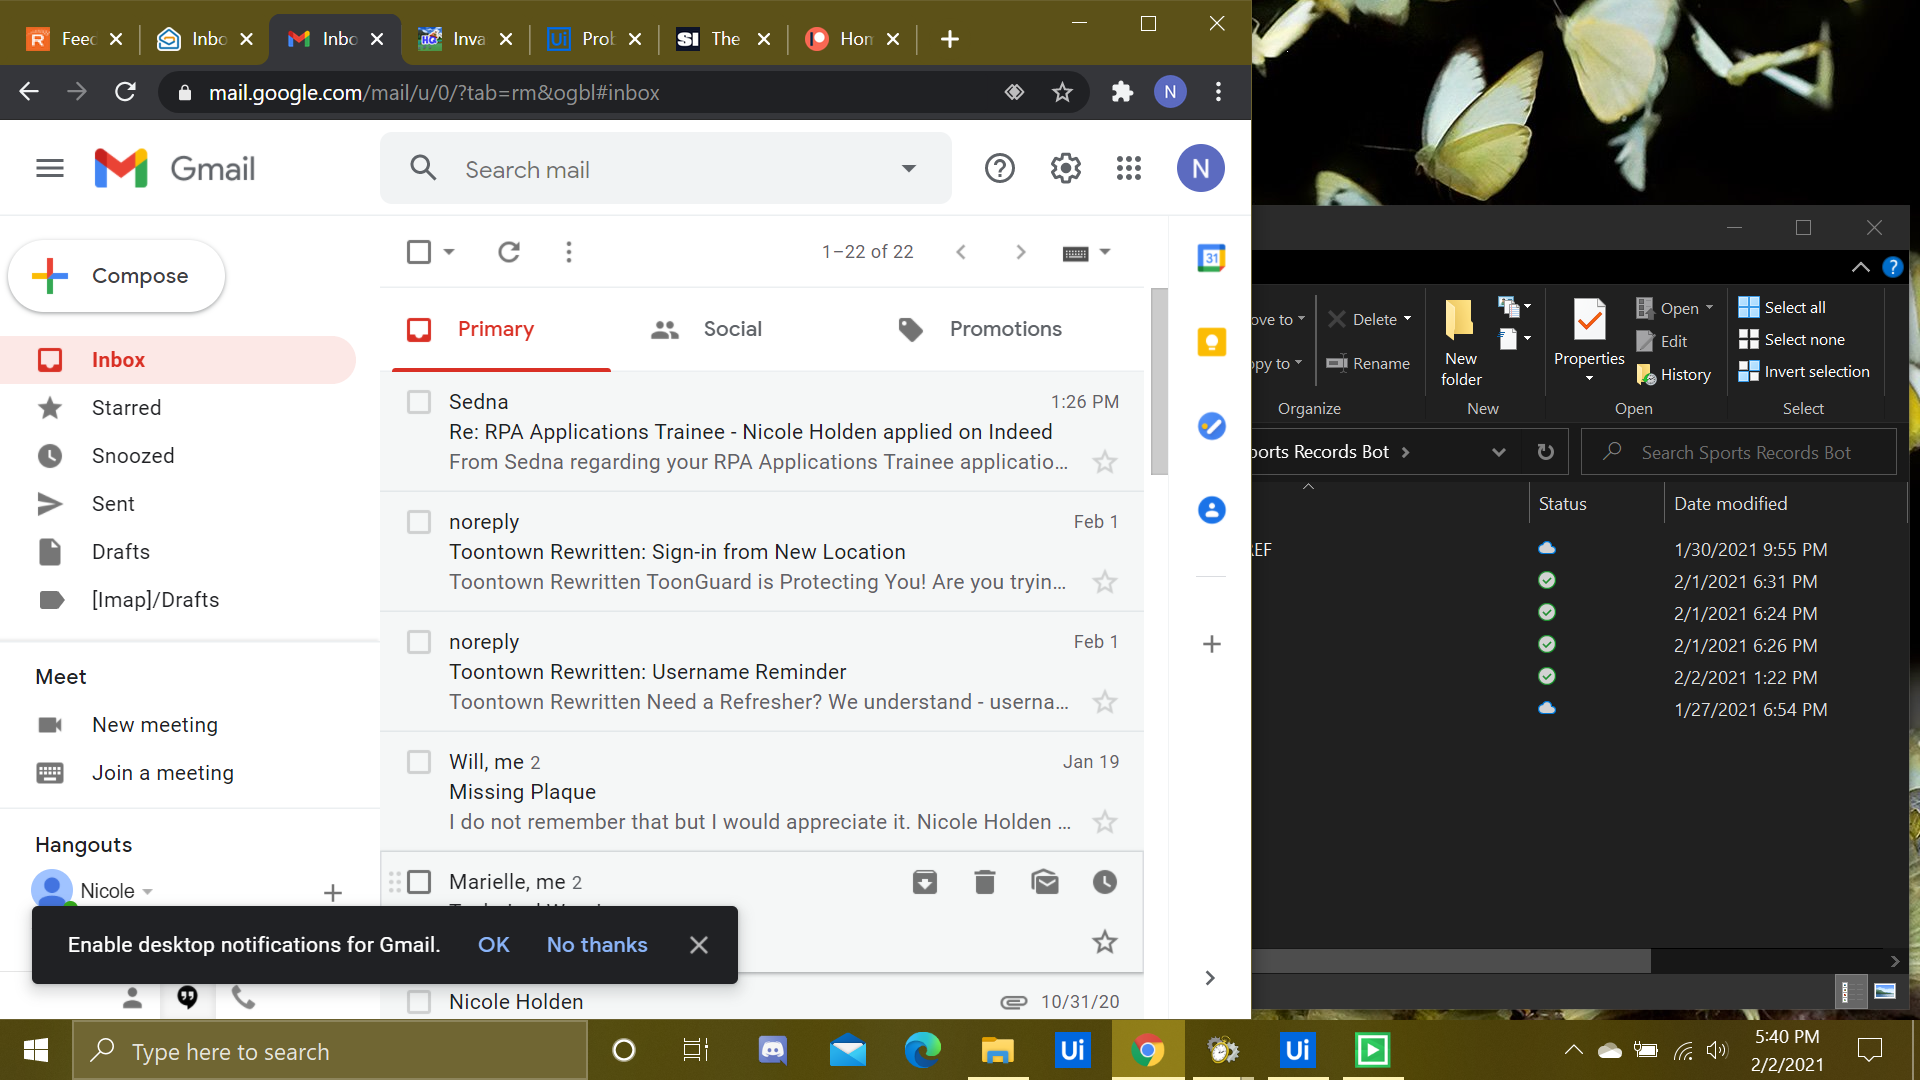 Feed
Inbo
Inbo
Inva
Prob
SI The
Hom
mail.google.com/mail/u/0/?tab=rm&ogbl#inbox
N
Gmail
Search mail
N
1–22 of 22
31
Compose
Primary
Social
Promotions
Inbox
Starred
Snoozed
Sent
Drafts
[Imap]/Drafts
Meet
New meeting
Join a meeting
Hangouts
Nicole
Sedna
1:26 PM
Re: RPA Applications Trainee - Nicole Holden applied on Indeed
From Sedna regarding your RPA Applications Trainee applicatio...
noreply
Feb 1
Toontown Rewritten: Sign-in from New Location
Toontown Rewritten ToonGuard is Protecting You! Are you tryin...
noreply
Feb 1
Toontown Rewritten: Username Reminder
Toontown Rewritten Need a Refresher? We understand - userna...
Will, me 2
Jan 19
Missing Plaque
I do not remember that but I would appreciate it. Nicole Holden ...
Marielle, me 2
Enable desktop notifications for Gmail.
OK
No thanks
Nicole Holden
10/31/20
ove to
Delete
opy to
Rename
Organize
New
folder
New
Properties
Open
Edit
History
Open
Select all
Select none
Invert selection
Select
ports Records Bot
Search Sports Records Bot
Status
Date modified
EF
1/30/2021 9:55 PM
2/1/2021 6:31 PM
2/1/2021 6:24 PM
2/1/2021 6:26 PM
2/2/2021 1:22 PM
1/27/2021 6:54 PM
Type here to search
Ui
Ui
5:40 PM
2/2/2021